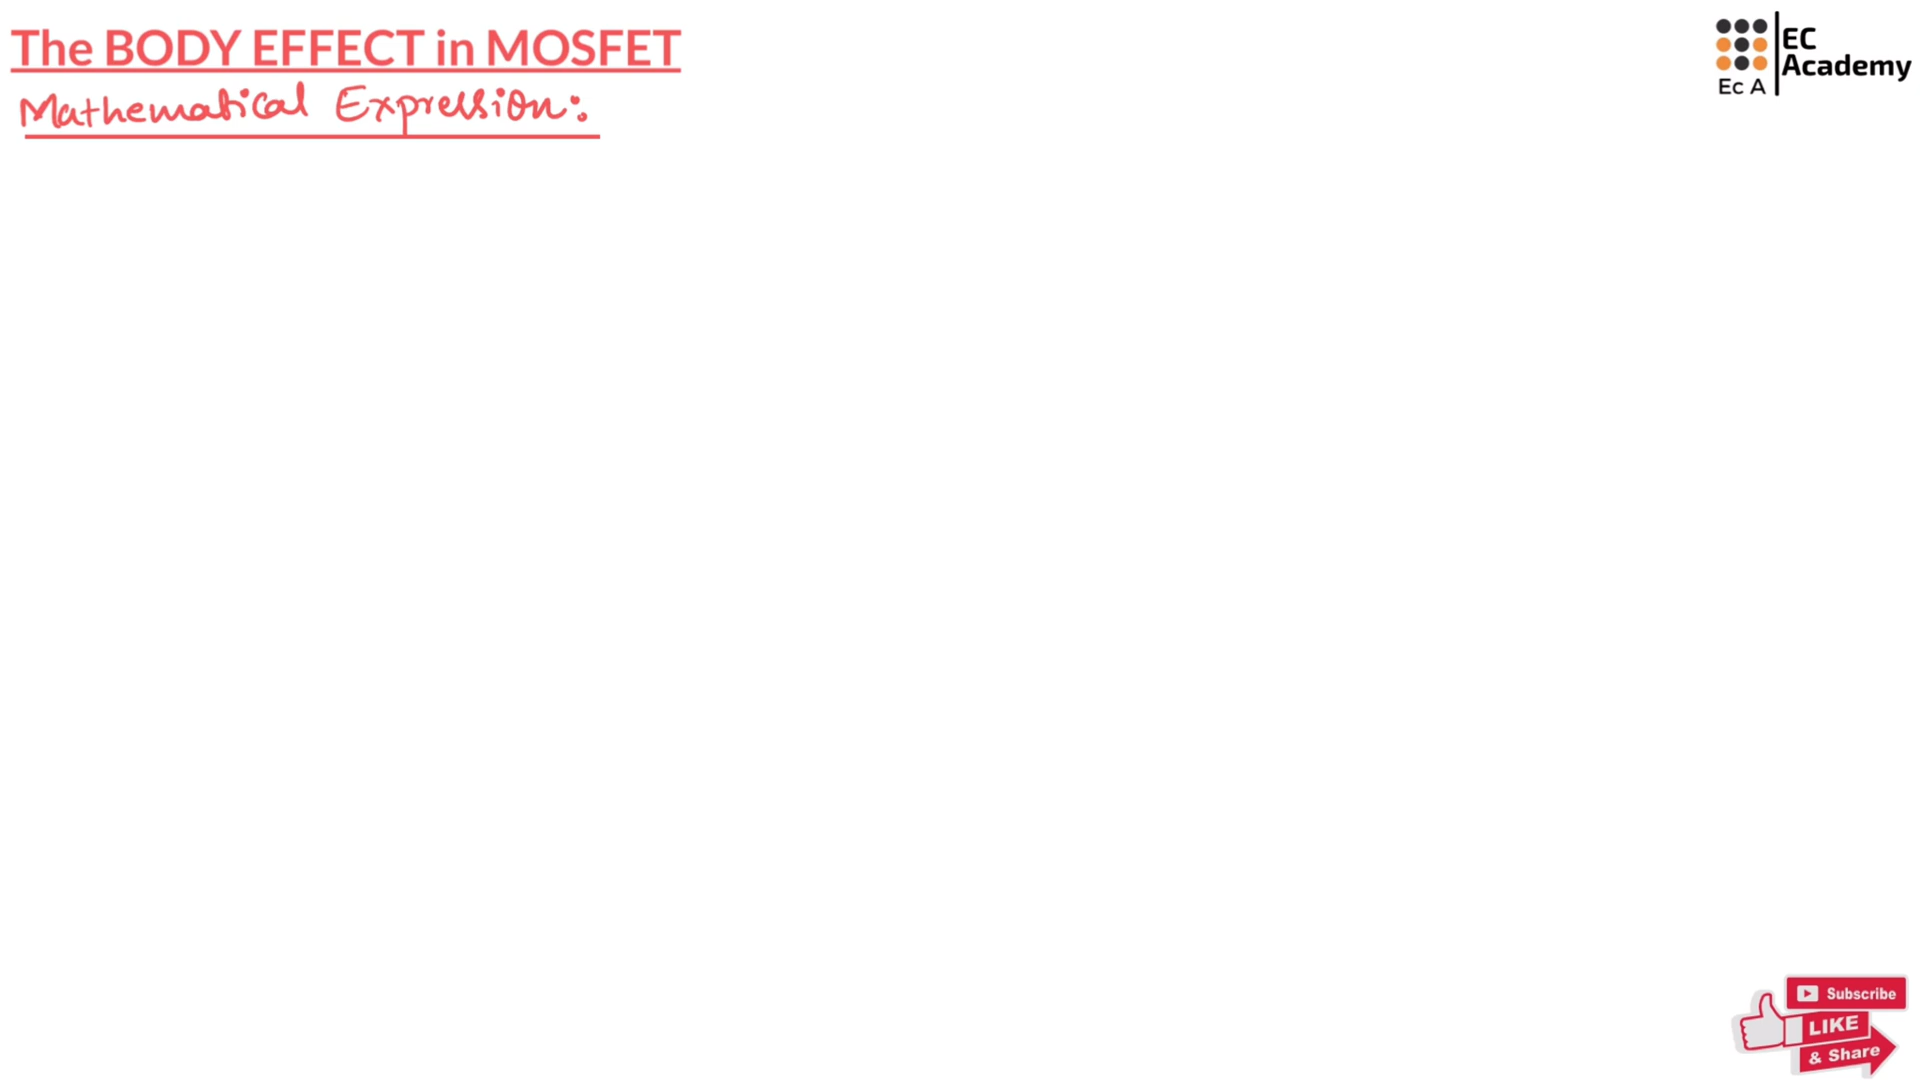 The BODY EFFECT in MOSFET
Mathematical Expression:
EC
Academy
Ec A
Subscribe
LIKE
& Share